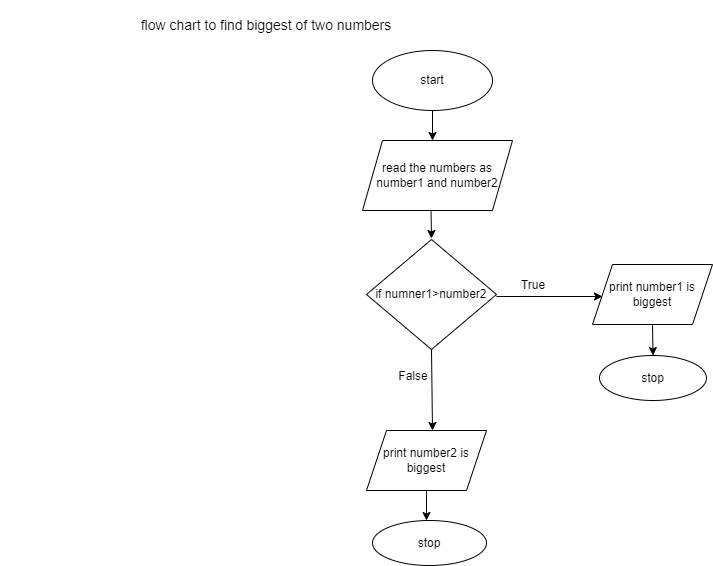 flow chart to find biggest of two numbers
start
read the numbers as
number1 and number2
if numner1>number2
True
print number1 is
biggest
stop
False
print number2 is
biggest
stop